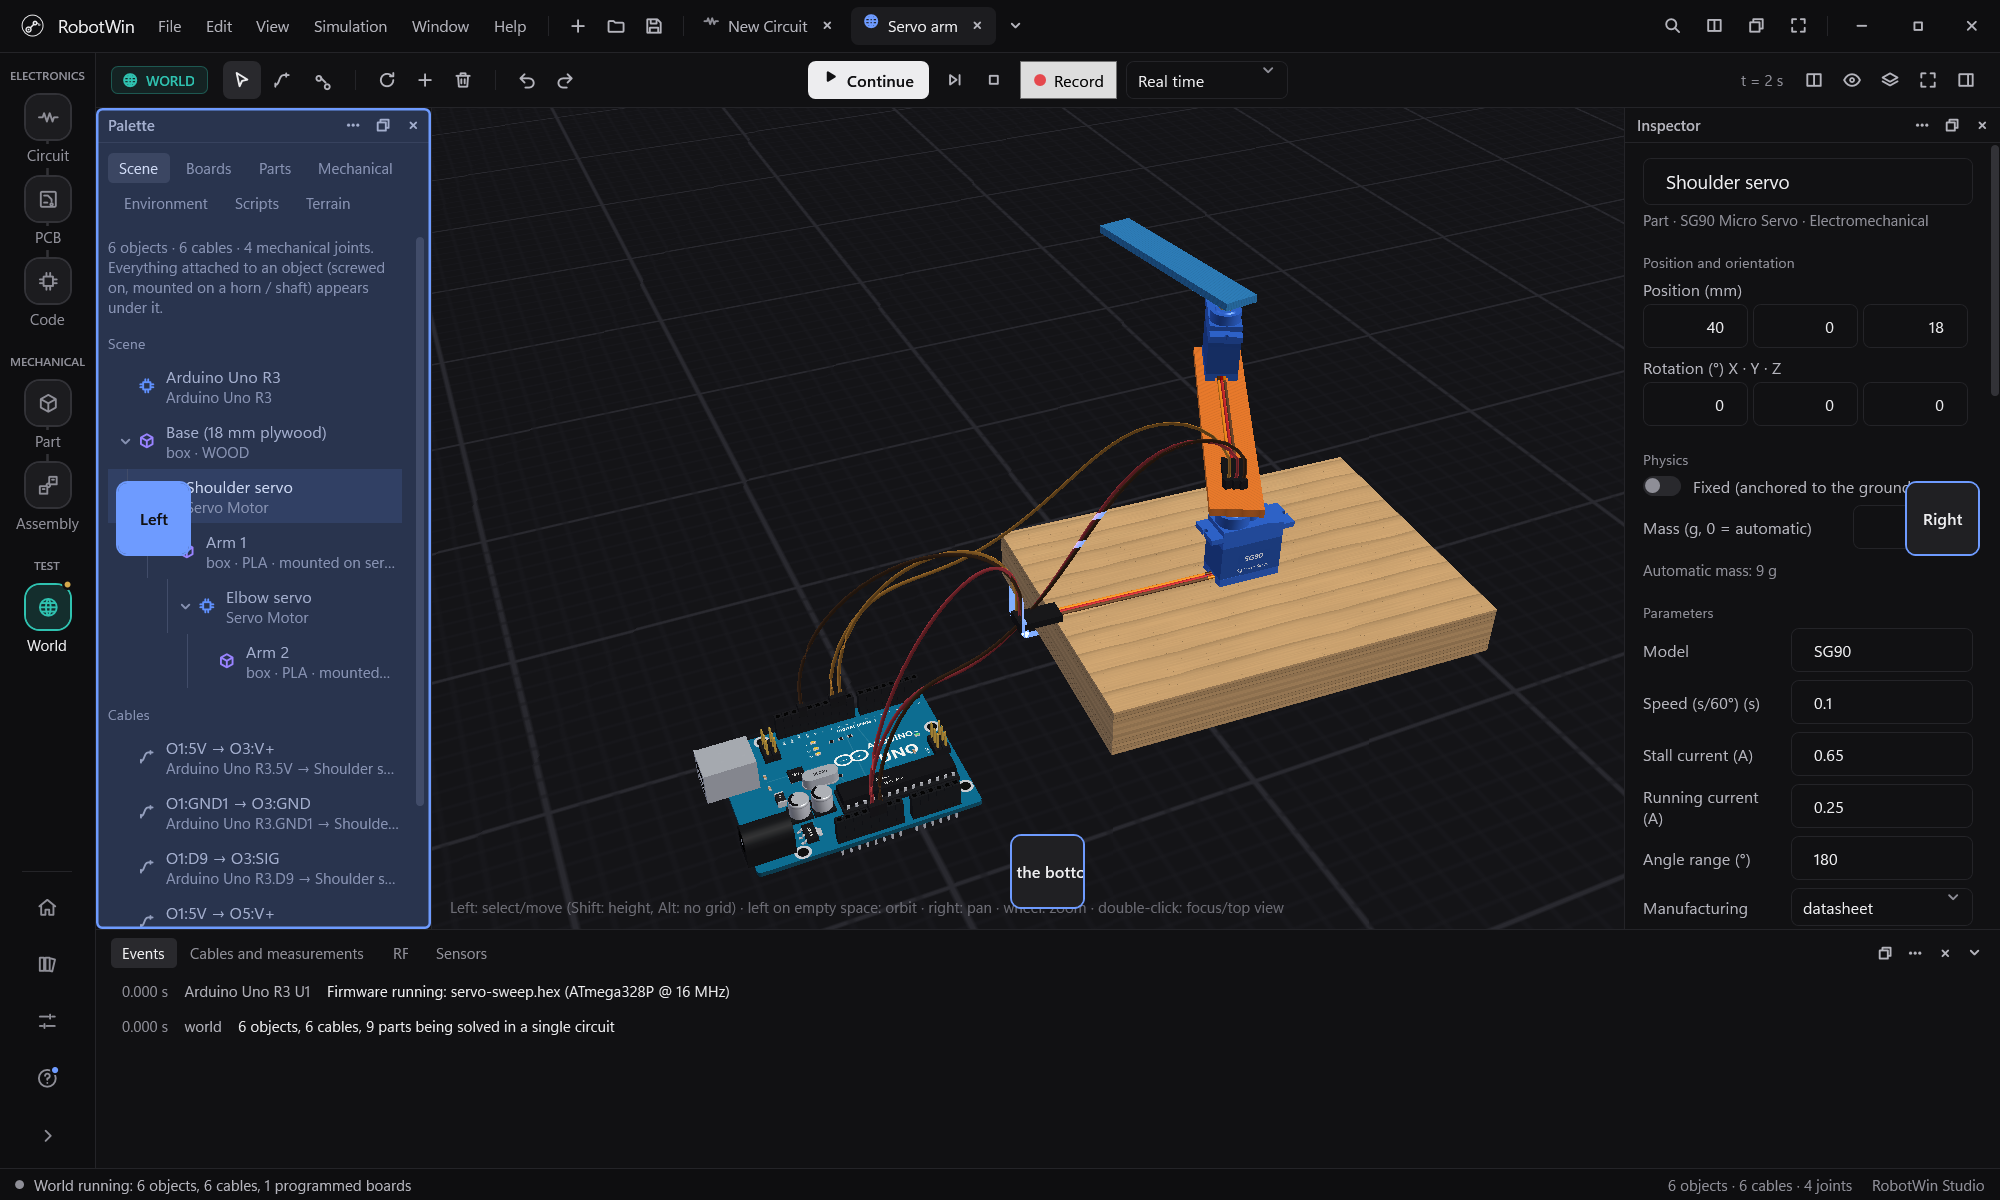 RobotWin File Edit View Simulation Window Help New Circuit Servo arm
WORLD Continue Record Real time t = 2 s
ELECTRONICS
Circuit
PCB
Code
MECHANICAL
Part
Assembly
TEST
World
Palette
Scene Boards Parts Mechanical
Environment Scripts Terrain
6 objects · 6 cables · 4 mechanical joints.
Everything attached to an object (screwed
on, mounted on a horn / shaft) appears
under it.
Scene
Arduino Uno R3
Arduino Uno R3
Base (18 mm plywood)
box · WOOD
Shoulder servo
Servo Motor
Left
Arm 1
box · PLA · mounted on ser...
Elbow servo
Servo Motor
Arm 2
box · PLA · mounted...
Cables
O1:5V → O3:V+
Arduino Uno R3.5V → Shoulder s...
O1:GND1 → O3:GND
Arduino Uno R3.GND1 → Shoulde...
O1:D9 → O3:SIG
Arduino Uno R3.D9 → Shoulder s...
O1:5V → O5:V+
SG90
ARDUINO
UNO
the botto
Left: select/move (Shift: height, Alt: no grid) · left on empty space: orbit · right: pan · wheel: zoom · double-click: focus/top view
Inspector
Shoulder servo
Part · SG90 Micro Servo · Electromechanical
Position and orientation
Position (mm)
40 0 18
Rotation (°) X · Y · Z
0 0 0
Physics
Fixed (anchored to the ground
Right
Mass (g, 0 = automatic)
Automatic mass: 9 g
Parameters
Model SG90
Speed (s/60°) (s) 0.1
Stall current (A) 0.65
Running current
(A) 0.25
Angle range (°) 180
Manufacturing datasheet
Events Cables and measurements RF Sensors
0.000 s Arduino Uno R3 U1 Firmware running: servo-sweep.hex (ATmega328P @ 16 MHz)
0.000 s world 6 objects, 6 cables, 9 parts being solved in a single circuit
World running: 6 objects, 6 cables, 1 programmed boards
6 objects · 6 cables · 4 joints RobotWin Studio